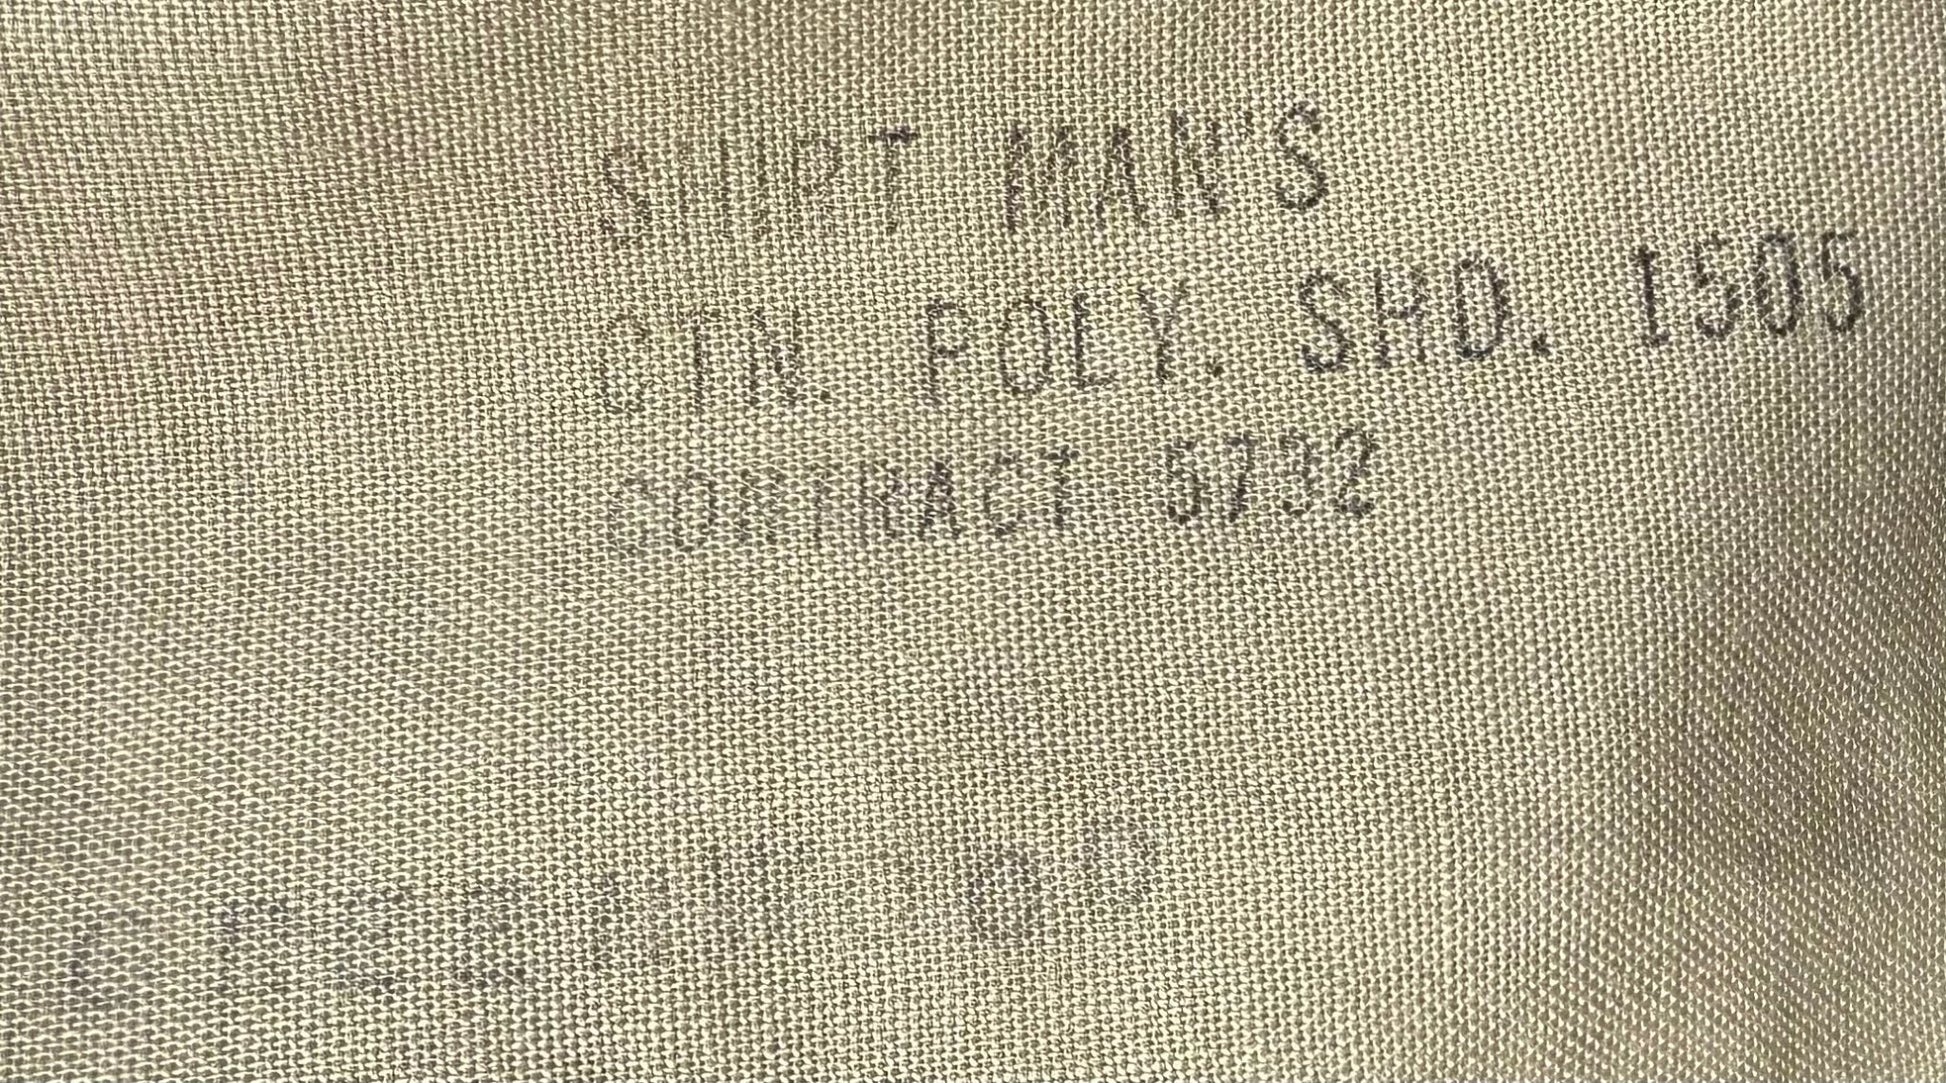 SHIRT MAN'S
CTN. POLY. SHD. 1505
CONTRACT 5732